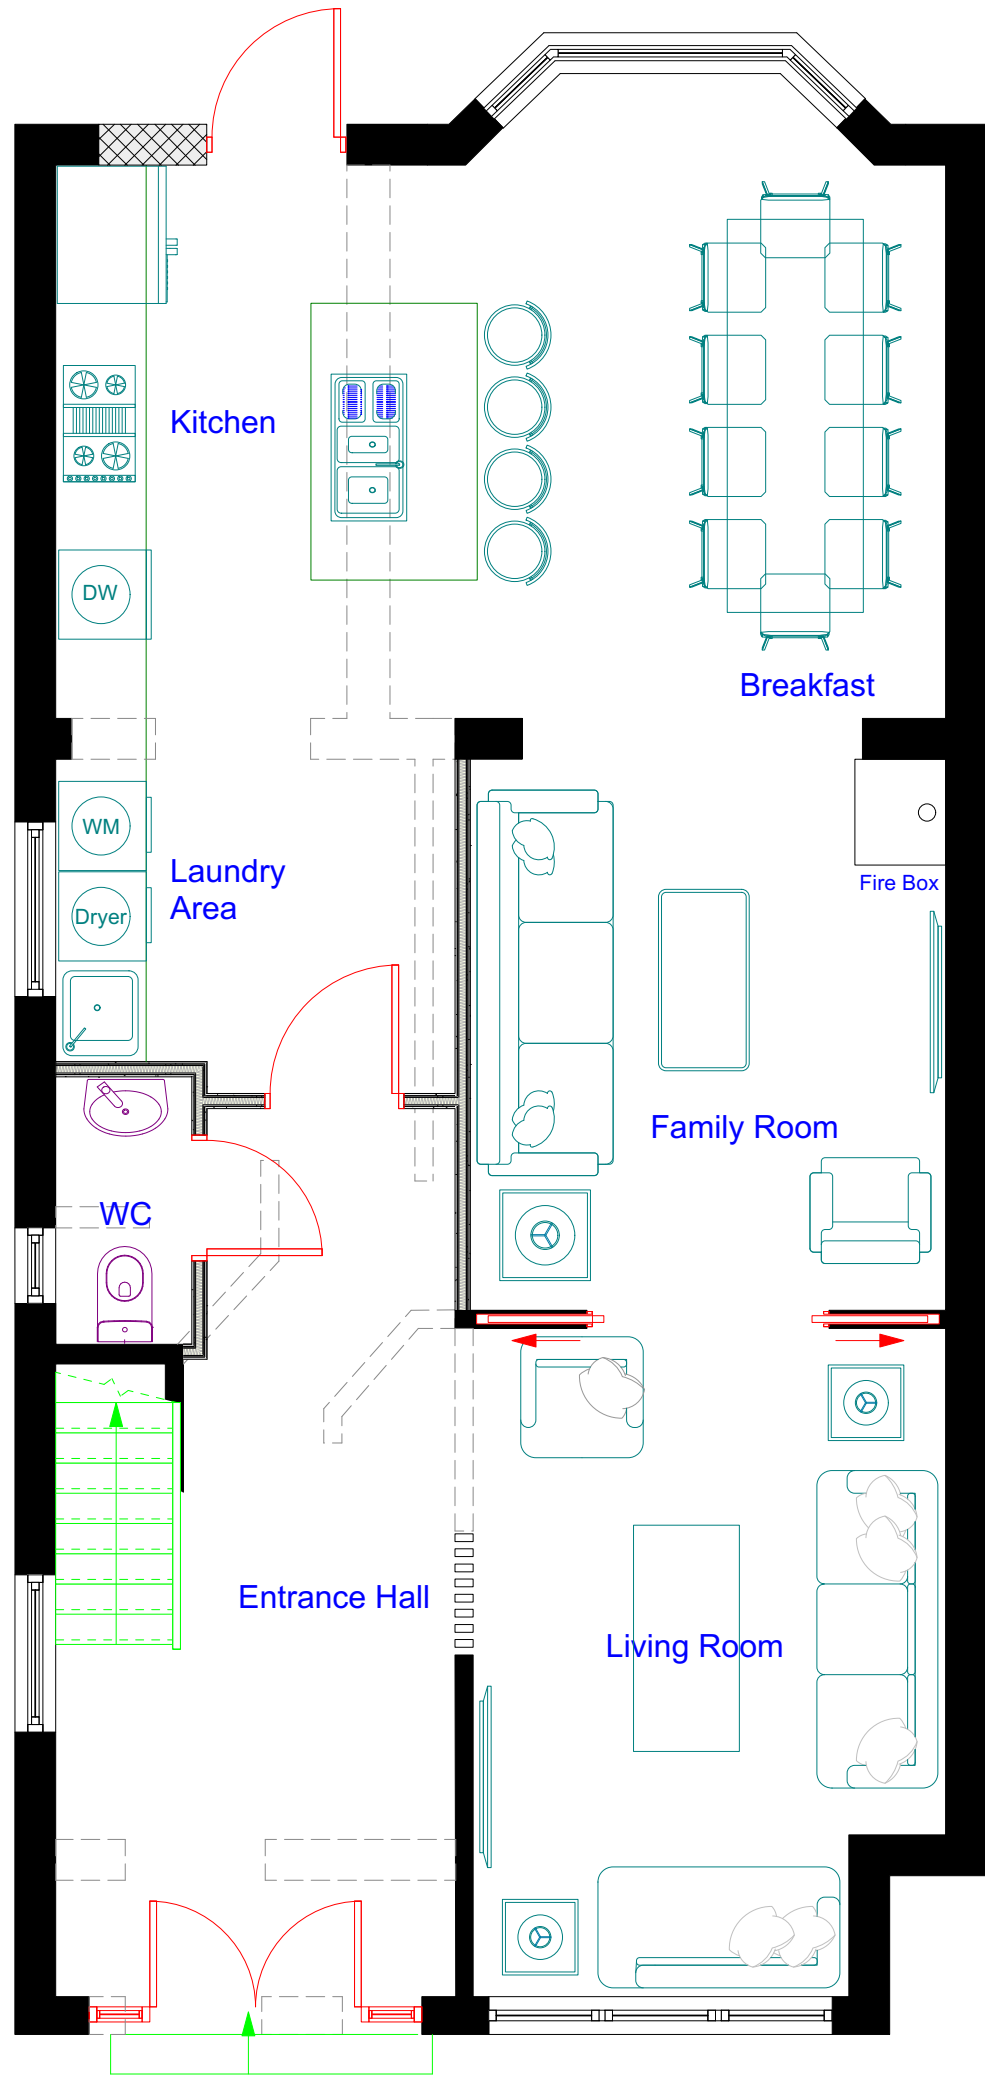 Kitchen
DW
Breakfast
WM
Laundry
Area
Fire Box
Dryer
Family Room
WC
Entrance Hall
Living Room